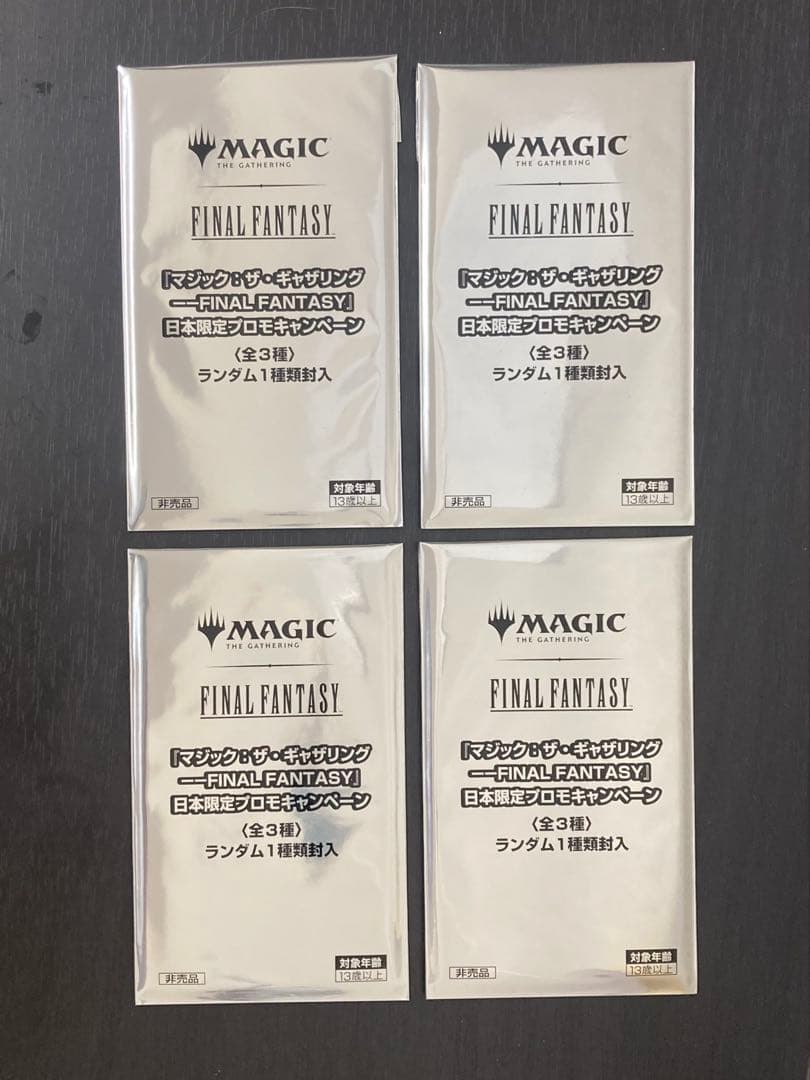 MAGIC
THE GATHERING
FINAL FANTASY
『マジック：ザ・ギャザリング
――FINAL FANTASY』
日本限定プロモキャンペーン
〈全3種〉
ランダム1種類封入
非売品
対象年齢
13歳以上
MAGIC
THE GATHERING
FINAL FANTASY
『マジック：ザ・ギャザリング
――FINAL FANTASY』
日本限定プロモキャンペーン
〈全3種〉
ランダム1種類封入
非売品
対象年齢
13歳以上
MAGIC
THE GATHERING
FINAL FANTASY
『マジック：ザ・ギャザリング
――FINAL FANTASY』
日本限定プロモキャンペーン
〈全3種〉
ランダム1種類封入
非売品
対象年齢
13歳以上
MAGIC
THE GATHERING
FINAL FANTASY
『マジック：ザ・ギャザリング
――FINAL FANTASY』
日本限定プロモキャンペーン
〈全3種〉
ランダム1種類封入
非売品
対象年齢
13歳以上